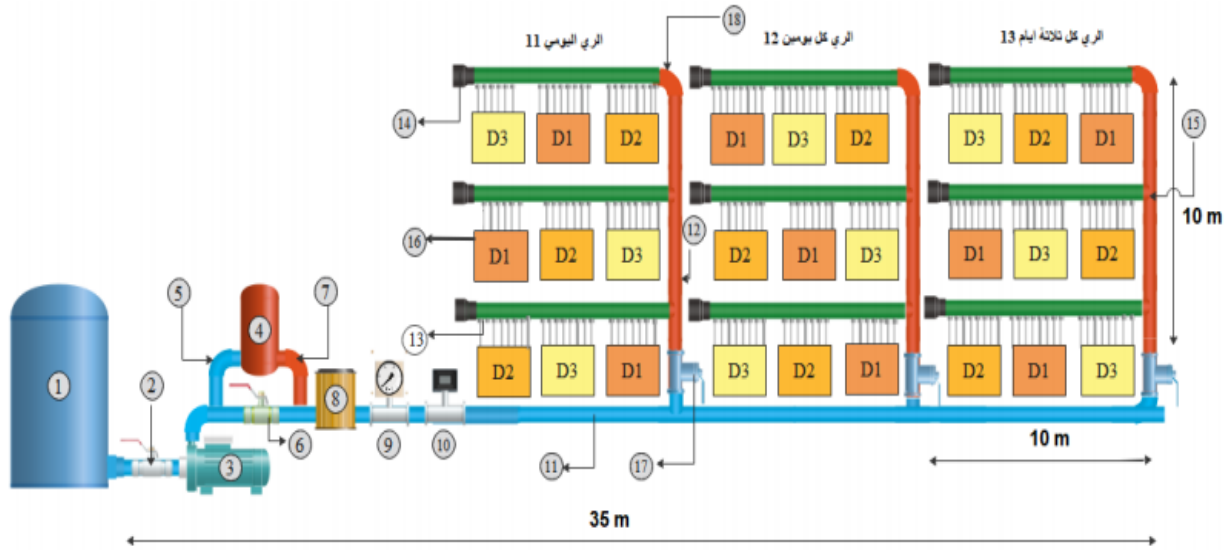 18
الري اليومي 11
الري كل يومين 12
الري كل تلاتة ايام 13
14
15
D3 D1 D2
D1 D3 D2
D3 D2 D1
10 m
16
12
D1 D2 D3
D2 D1 D3
D1 D3 D2
5
7
4
13
D2 D3 D1
D3 D2 D1
D2 D1 D3
1
2
3
6
8
9
10
11
17
10 m
35 m